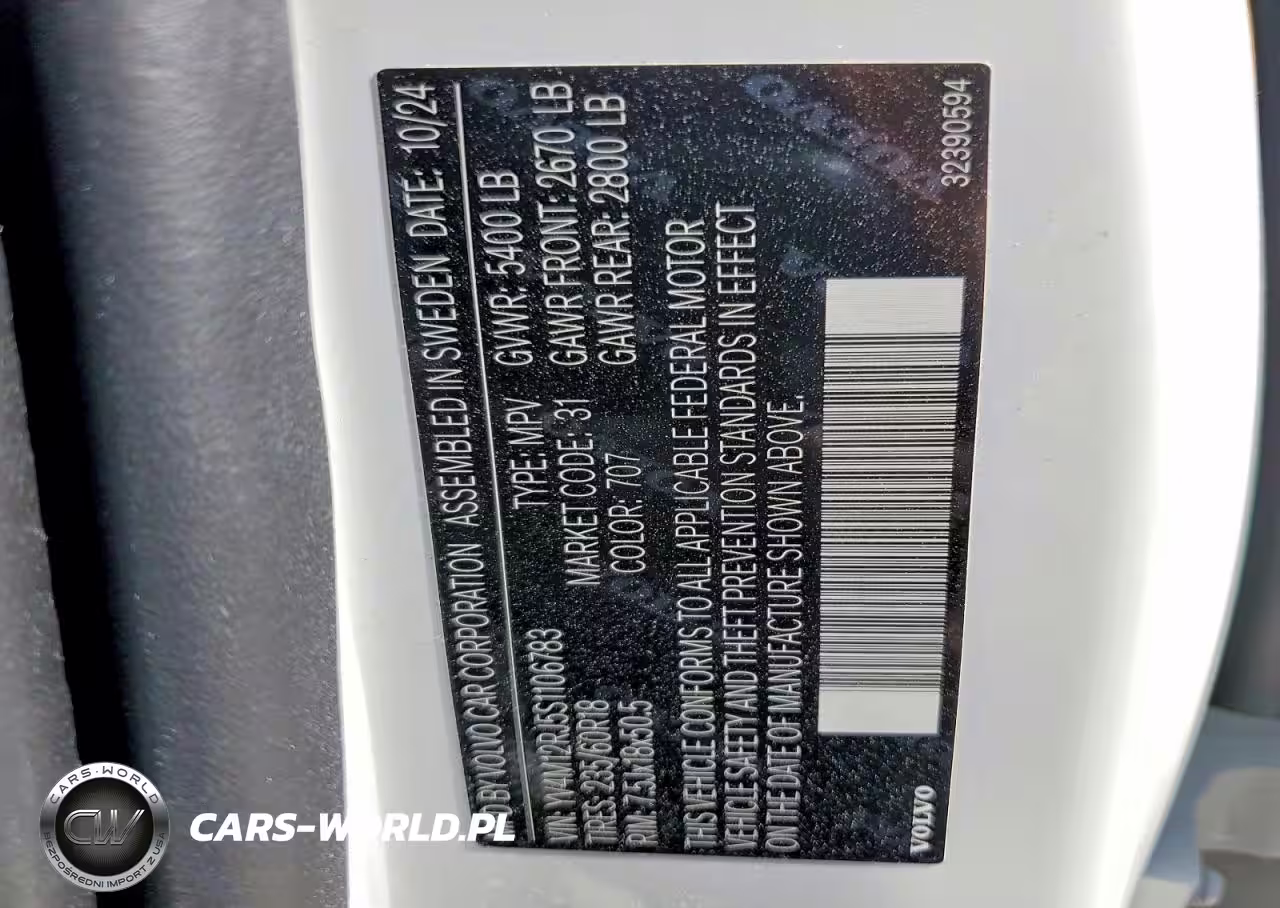 MFD BY VOLVO CAR CORPORATION ASSEMBLED IN SWEDEN DATE: 10/24
VIN: YV4M12RJ5S1106783 TYPE: MPV GVWR: 5400 LB
TIRES 235/60R18 MARKET CODE: 31 GAWR FRONT: 2670 LB
RIM: 7.5Jx18x50.5 COLOR: 707 GAWR REAR: 2800 LB
THIS VEHICLE CONFORMS TO ALL APPLICABLE FEDERAL MOTOR
VEHICLE SAFETY AND THEFT PREVENTION STANDARDS IN EFFECT
ON THE DATE OF MANUFACTURE SHOWN ABOVE.
VOLVO 32390594
CARS-WORLD
CW
BEZPOŚREDNI IMPORT Z USA
CARS-WORLD.PL